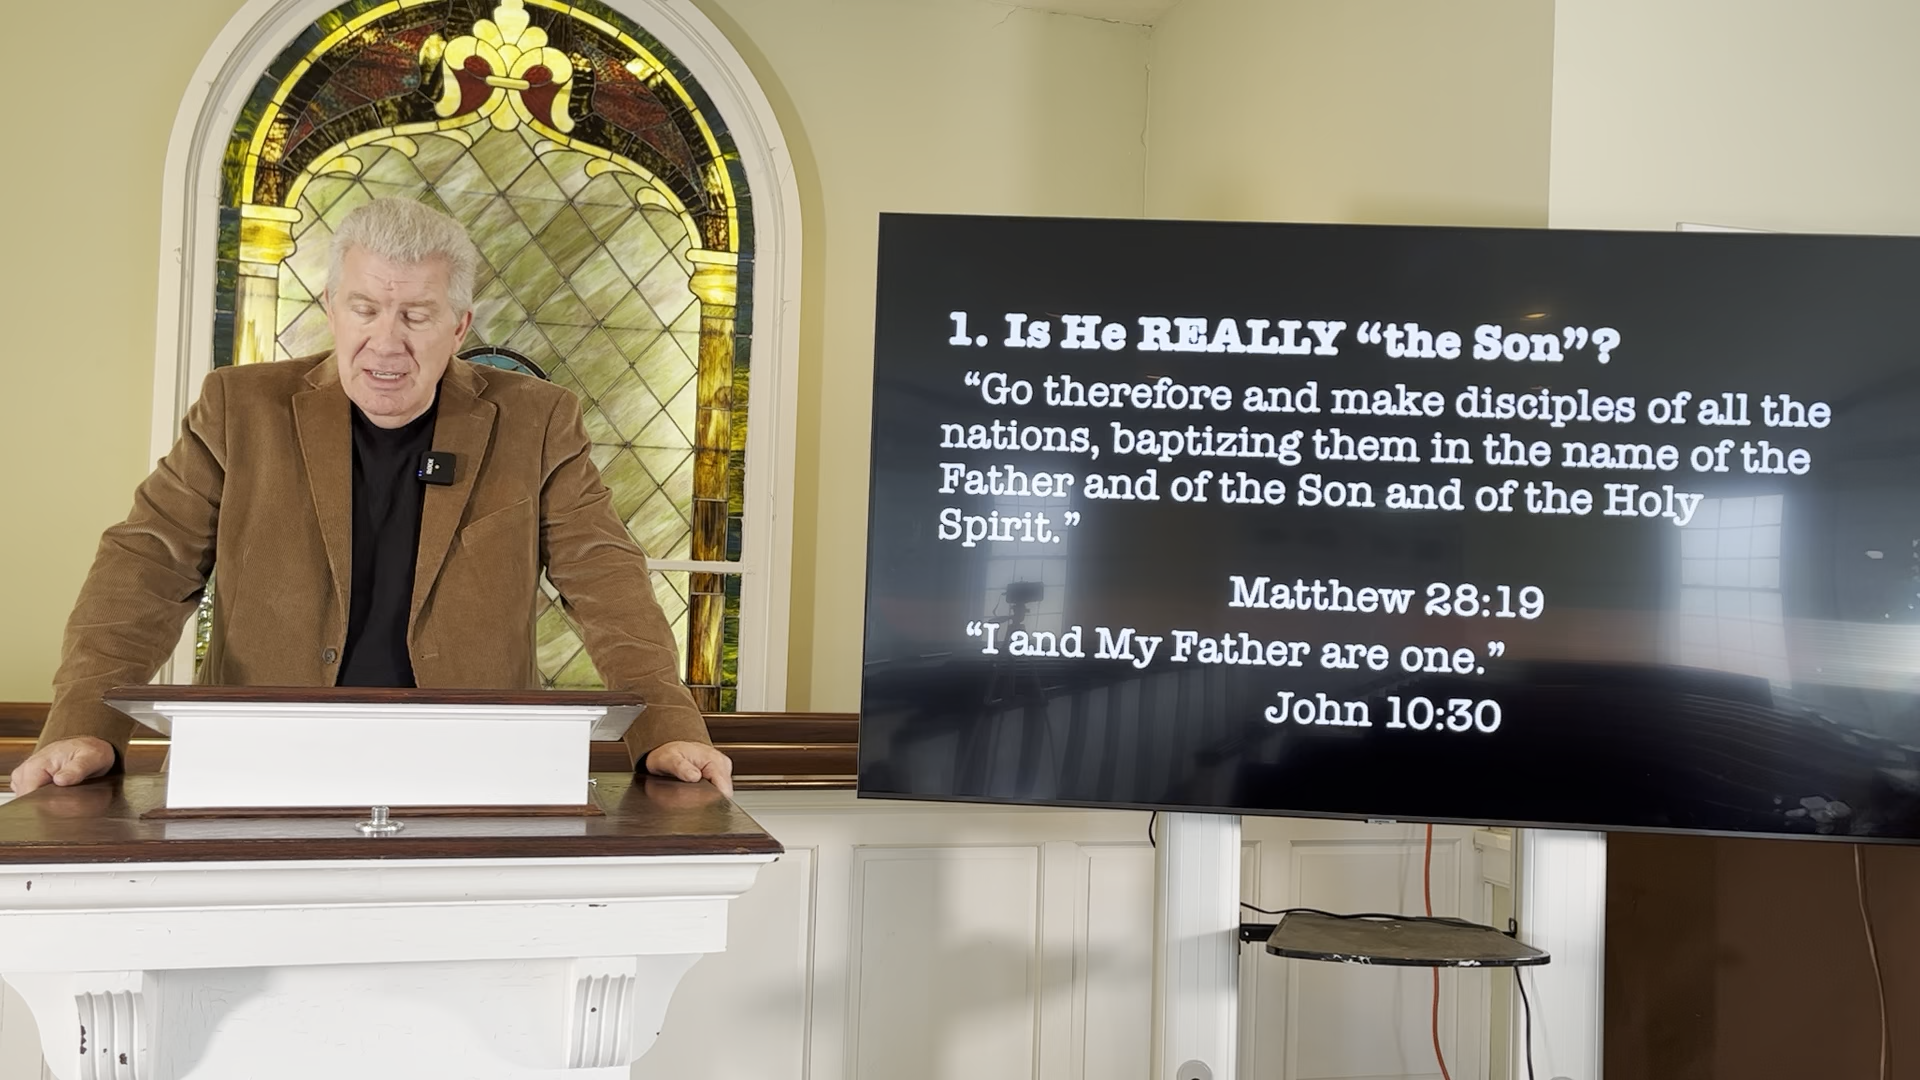 1. Is He REALLY “the Son”?
“Go therefore and make disciples of all the
nations, baptizing them in the name of the
Father and of the Son and of the Holy
Spirit.”
Matthew 28:19
“I and My Father are one.”
John 10:30